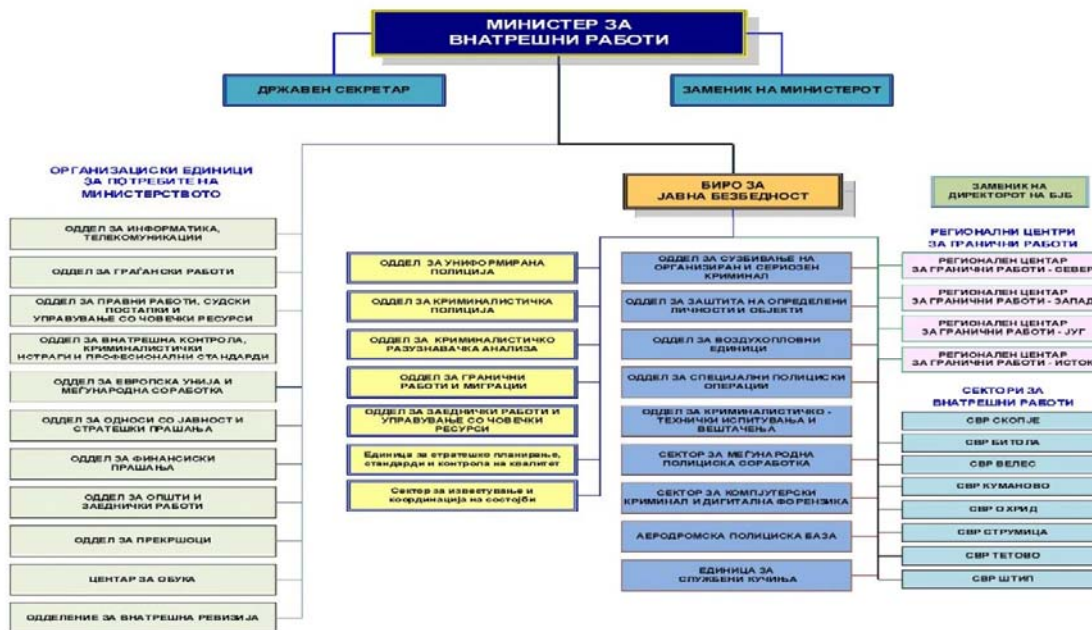 МИНИСТЕР ЗА
ВНАТРЕШНИ РАБОТИ
ДРЖАВЕН СЕКРЕТАР
ЗАМЕНИК НА МИНИСТЕРОТ
ОРГАНИЗАЦИСКИ ЕДИНИЦИ
ЗА ПОТРЕБИТЕ НА
МИНИСТЕРСТВОТО
ОДДЕЛ ЗА ИНФОРМАТИКА,
ТЕЛЕКОМУНИКАЦИИ
ОДДЕЛ ЗА ГРАЃАНСКИ РАБОТИ
ОДДЕЛ ЗА ПРАВНИ РАБОТИ, СУДСКИ
ПОСТАПКИ И
УПРАВУВАЊЕ СО ЧОВЕЧКИ РЕСУРСИ
ОДДЕЛ ЗА ВНАТРЕШНА КОНТРОЛА,
КРИМИНАЛИСТИЧКИ
ИСТРАГИ И ПРОФЕСИОНАЛНИ СТАНДАРДИ
ОДДЕЛ ЗА ЕВРОПСКА УНИЈА И
МЕЃУНАРОДНА СОРАБОТКА
ОДДЕЛ ЗА ОДНОСИ СО ЈАВНОСТ И
СТРАТЕШКИ ПРАШАЊА
ОДДЕЛ ЗА ФИНАНСИСКИ
ПРАШАЊА
ОДДЕЛ ЗА ОПШТИ И
ЗАЕДНИЧКИ РАБОТИ
ОДДЕЛ ЗА ПРЕКРШОЦИ
ЦЕНТАР ЗА ОБУКА
ОДДЕЛЕНИЕ ЗА ВНАТРЕШНА РЕВИЗИЈА
БИРО ЗА
ЈАВНА БЕЗБЕДНОСТ
ЗАМЕНИК НА
ДИРЕКТОРОТ НА БЈБ
ОДДЕЛ ЗА УНИФОРМИРАНА
ПОЛИЦИЈА
ОДДЕЛ ЗА КРИМИНАЛИСТИЧКА
ПОЛИЦИЈА
ОДДЕЛ ЗА КРИМИНАЛИСТИЧКО
РАЗУЗНАВАЧКА АНАЛИЗА
ОДДЕЛ ЗА ГРАНИЧНИ
РАБОТИ И МИГРАЦИИ
ОДДЕЛ ЗА ЗАЕДНИЧКИ РАБОТИ И
УПРАВУВАЊЕ СО ЧОВЕЧКИ
РЕСУРСИ
Единица за стратешко планирање,
стандарди и контрола на квалитет
Сектор за известување и
координација на состојби
ОДДЕЛ ЗА СУЗБИВАЊЕ НА
ОРГАНИЗИРАН И СЕРИОЗЕН
КРИМИНАЛ
ОДДЕЛ ЗА ЗАШТИТА НА ОПРЕДЕЛЕНИ
ЛИЧНОСТИ И ОБЈЕКТИ
ОДДЕЛ ЗА ВОЗДУХОПЛОВНИ
ЕДИНИЦИ
ОДДЕЛ ЗА СПЕЦИЈАЛНИ ПОЛИЦИСКИ
ОПЕРАЦИИ
ОДДЕЛ ЗА КРИМИНАЛИСТИЧКО -
ТЕХНИЧКИ ИСПИТУВАЊА И
ВЕШТАЧЕЊА
СЕКТОР ЗА МЕЃУНАРОДНА
ПОЛИЦИСКА СОРАБОТКА
СЕКТОР ЗА КОМПЈУТЕРСКИ
КРИМИНАЛ И ДИГИТАЛНА ФОРЕНЗИКА
АЕРОДРОМСКА ПОЛИЦИСКА БАЗА
ЕДИНИЦА ЗА
СЛУЖБЕНИ КУЧИЊА
РЕГИОНАЛНИ ЦЕНТРИ
ЗА ГРАНИЧНИ РАБОТИ
РЕГИОНАЛЕН ЦЕНТАР
ЗА ГРАНИЧНИ РАБОТИ - СЕВЕР
РЕГИОНАЛЕН ЦЕНТАР
ЗА ГРАНИЧНИ РАБОТИ - ЗАПАД
РЕГИОНАЛЕН ЦЕНТАР
ЗА ГРАНИЧНИ РАБОТИ - ЈУГ
РЕГИОНАЛЕН ЦЕНТАР
ЗА ГРАНИЧНИ РАБОТИ - ИСТОК
СЕКТОРИ ЗА
ВНАТРЕШНИ РАБОТИ
СВР СКОПЈЕ
СВР БИТОЛА
СВР ВЕЛЕС
СВР КУМАНОВО
СВР ОХРИД
СВР СТРУМИЦА
СВР ТЕТОВО
СВР ШТИП